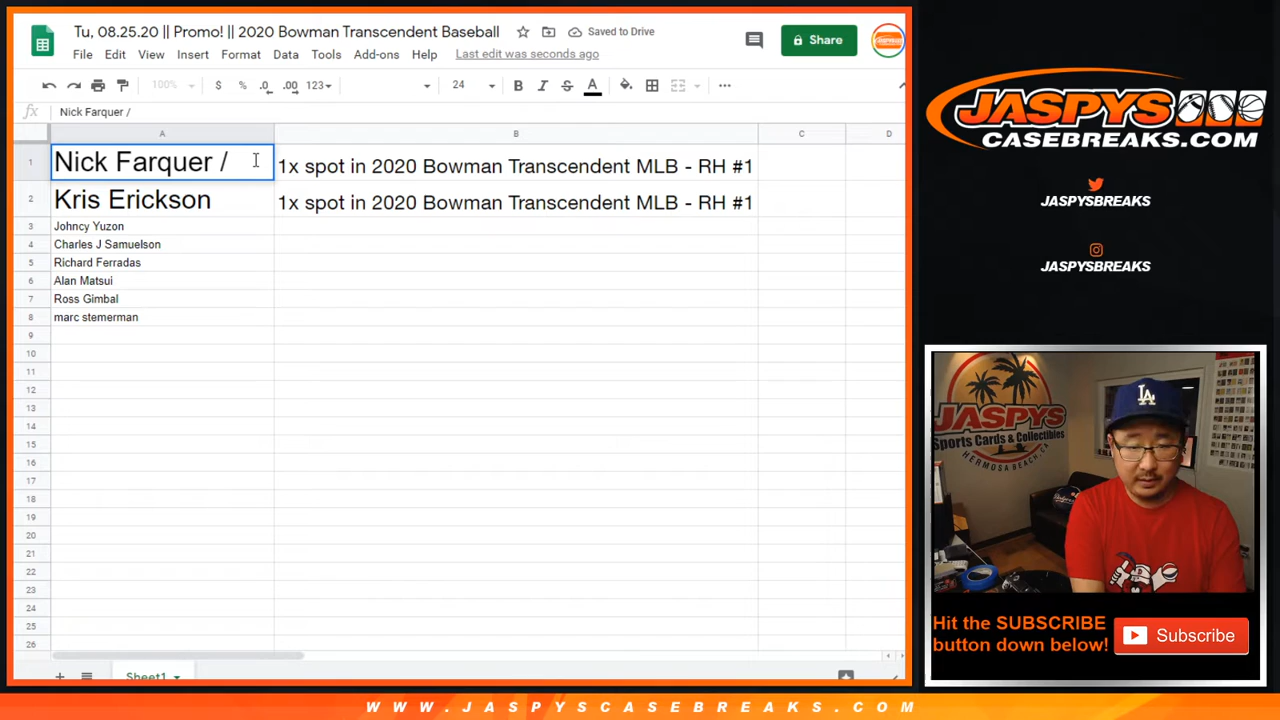 Tu, 08.25.20 || Promo! || 2020 Bowman Transcendent Baseball
Saved to Drive
File Edit View Insert Format Data Tools Add-ons Help Last edit was seconds ago
Share
100% $ % .0 .00 123 24 B I S A
fx Nick Farquer /
A B C D
1 Nick Farquer / 1x spot in 2020 Bowman Transcendent MLB - RH #1
2 Kris Erickson 1x spot in 2020 Bowman Transcendent MLB - RH #1
3 Johncy Yuzon
4 Charles J Samuelson
5 Richard Ferradas
6 Alan Matsui
7 Ross Gimbal
8 marc stemerman
9
10
11
12
13
14
15
16
17
18
19
20
21
22
23
24
25
26
Sheet1
JASPYS
CASEBREAKS.COM
JASPYSBREAKS
JASPYSBREAKS
JASPYS
Sports Cards & Collectibles
HERMOSA BEACH, CA
LA
Hit the SUBSCRIBE
button down below!
Subscribe
WWW.JASPYSCASEBREAKS.COM